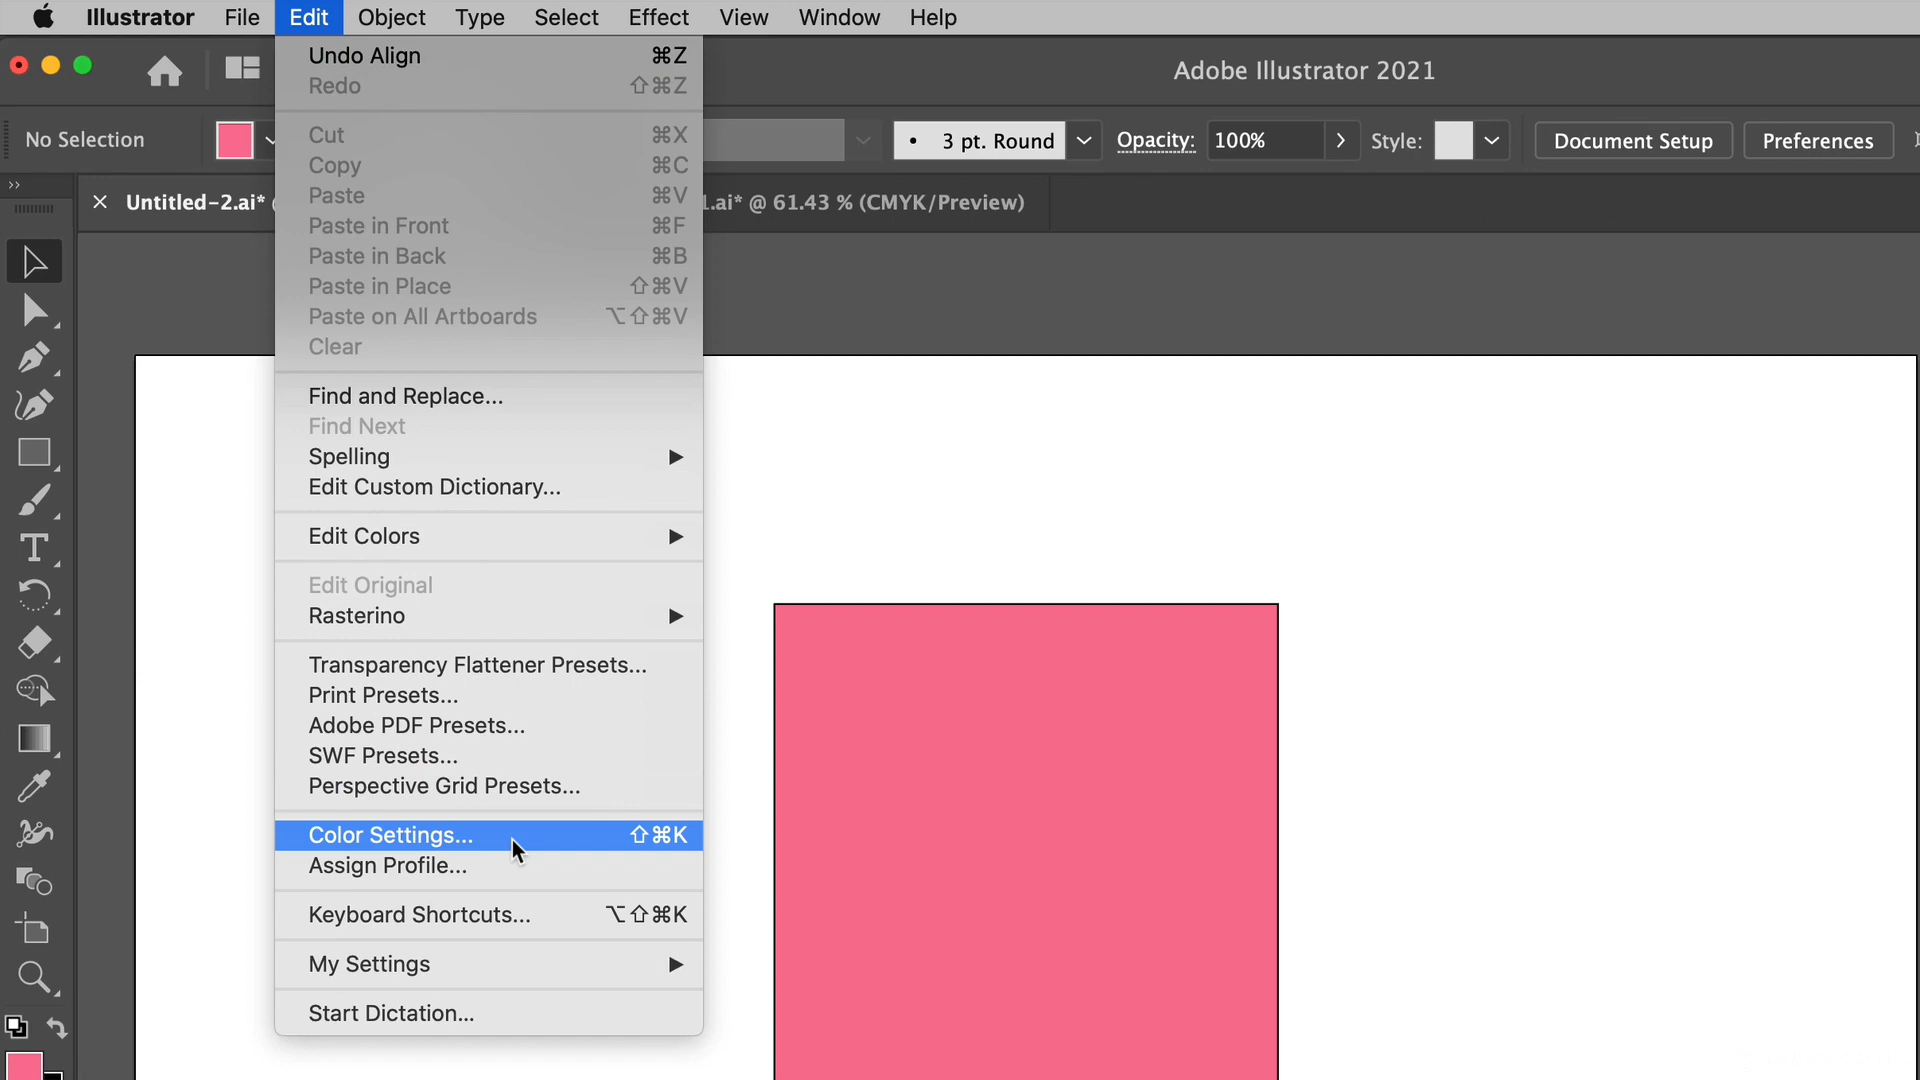 Illustrator File Edit Object Type Select Effect View Window Help
Adobe Illustrator 2021
No Selection
• 3 pt. Round
Opacity: 100%
Style:
Document Setup
Preferences
× Untitled-2.ai*
1.ai* @ 61.43 % (CMYK/Preview)
Undo Align ⌘Z
Redo ⇧⌘Z
Cut ⌘X
Copy ⌘C
Paste ⌘V
Paste in Front ⌘F
Paste in Back ⌘B
Paste in Place ⇧⌘V
Paste on All Artboards ⌥⇧⌘V
Clear
Find and Replace...
Find Next
Spelling
Edit Custom Dictionary...
Edit Colors
Edit Original
Rasterino
Transparency Flattener Presets...
Print Presets...
Adobe PDF Presets...
SWF Presets...
Perspective Grid Presets...
Color Settings... ⇧⌘K
Assign Profile...
Keyboard Shortcuts... ⌥⇧⌘K
My Settings
Start Dictation...